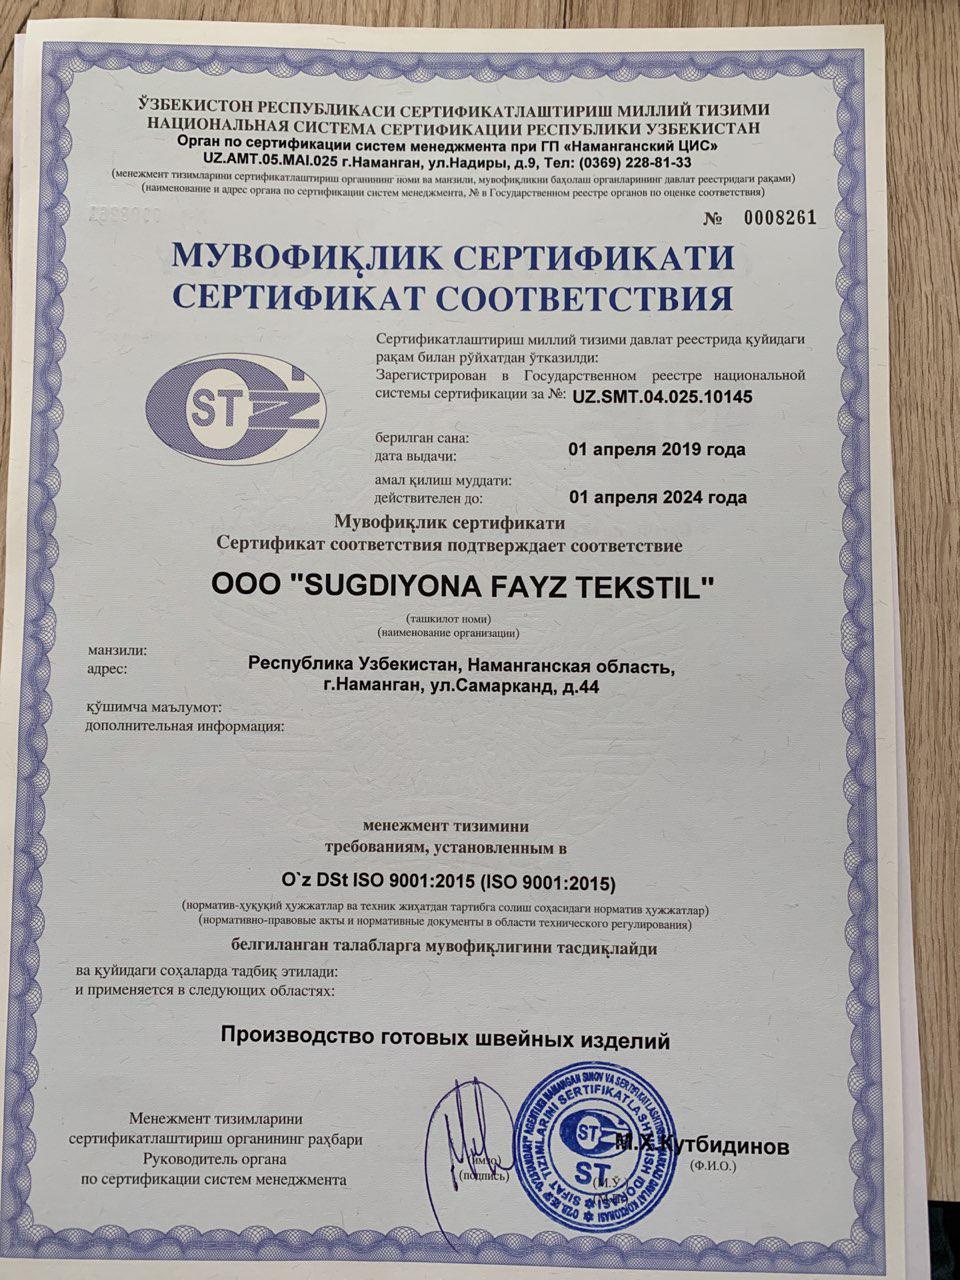 ЎЗБЕКИСТОН РЕСПУБЛИКАСИ СЕРТИФИКАТЛАШТИРИШ МИЛЛИЙ ТИЗИМИ
НАЦИОНАЛЬНАЯ СИСТЕМА СЕРТИФИКАЦИИ РЕСПУБЛИКИ УЗБЕКИСТАН
Орган по сертификации систем менеджмента при ГП «Наманганский ЦИС»
UZ.AMT.05.MAI.025 г.Наманган, ул.Надиры, д.9, Тел: (0369) 228-81-33
(менежмент тизимларини сертификатлаштириш органининг номи ва манзили, мувофиқликни баҳолаш органларининг давлат реестридаги рақами)
(наименование и адрес органа по сертификации систем менеджмента, № в Государственном реестре органов по оценке соответствия)
№ 0008261
МУВОФИҚЛИК СЕРТИФИКАТИ
СЕРТИФИКАТ СООТВЕТСТВИЯ
Сертификатлаштириш миллий тизими давлат реестрида қуйидаги
рақам билан рўйхатдан ўтказилди:
Зарегистрирован в Государственном реестре национальной
системы сертификации за №: UZ.SMT.04.025.10145
ST
берилган сана:
дата выдачи: 01 апреля 2019 года
амал қилиш муддати:
действителен до: 01 апреля 2024 года
Мувофиқлик сертификати
Сертификат соответствия подтверждает соответствие
ООО "SUGDIYONA FAYZ TEKSTIL"
(ташкилот номи)
(наименование организации)
манзили:
адрес:
Республика Узбекистан, Наманганская область,
г.Наманган, ул.Самарканд, д.44
қўшимча маълумот:
дополнительная информация:
менежмент тизимини
требованиям, установленным в
O`z DSt ISO 9001:2015 (ISO 9001:2015)
(норматив-ҳуқуқий ҳужжатлар ва техник жиҳатдан тартибга солиш соҳасидаги норматив ҳужжатлар)
(нормативно-правовые акты и нормативные документы в области технического регулирования)
белгиланган талабларга мувофиқлигини тасдиқлайди
ва қуйидаги соҳаларда тадбиқ этилади:
и применяется в следующих областях:
Производство готовых швейных изделий
Менежмент тизимларини
сертификатлаштириш органининг раҳбари
Руководитель органа
по сертификации систем менеджмента
(имзо)
(подпись)
М.Х.Кутбидинов
(Ф.И.О.)
ST
ST
(М.Ў.)